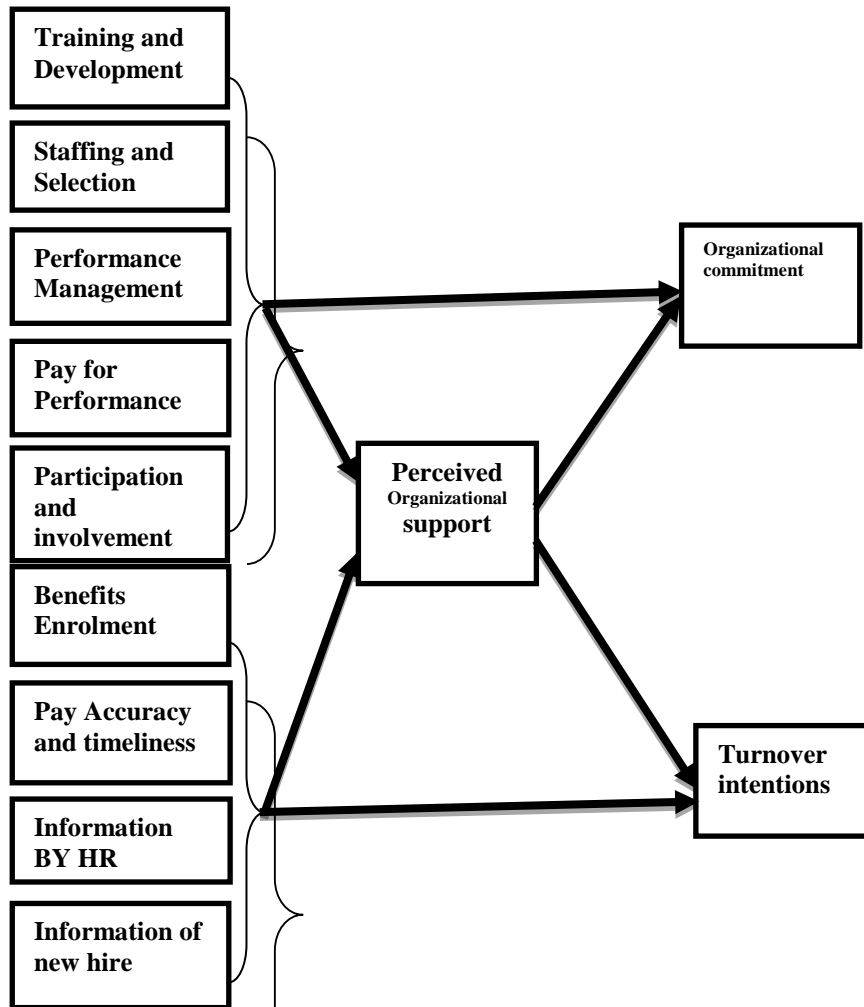 Training and
Development
Staffing and
Selection
Performance
Management
Pay for
Performance
Participation
and
involvement
Benefits
Enrolment
Pay Accuracy
and timeliness
Information
BY HR
Information of
new hire
Perceived
Organizational
support
Organizational
commitment
Turnover
intentions